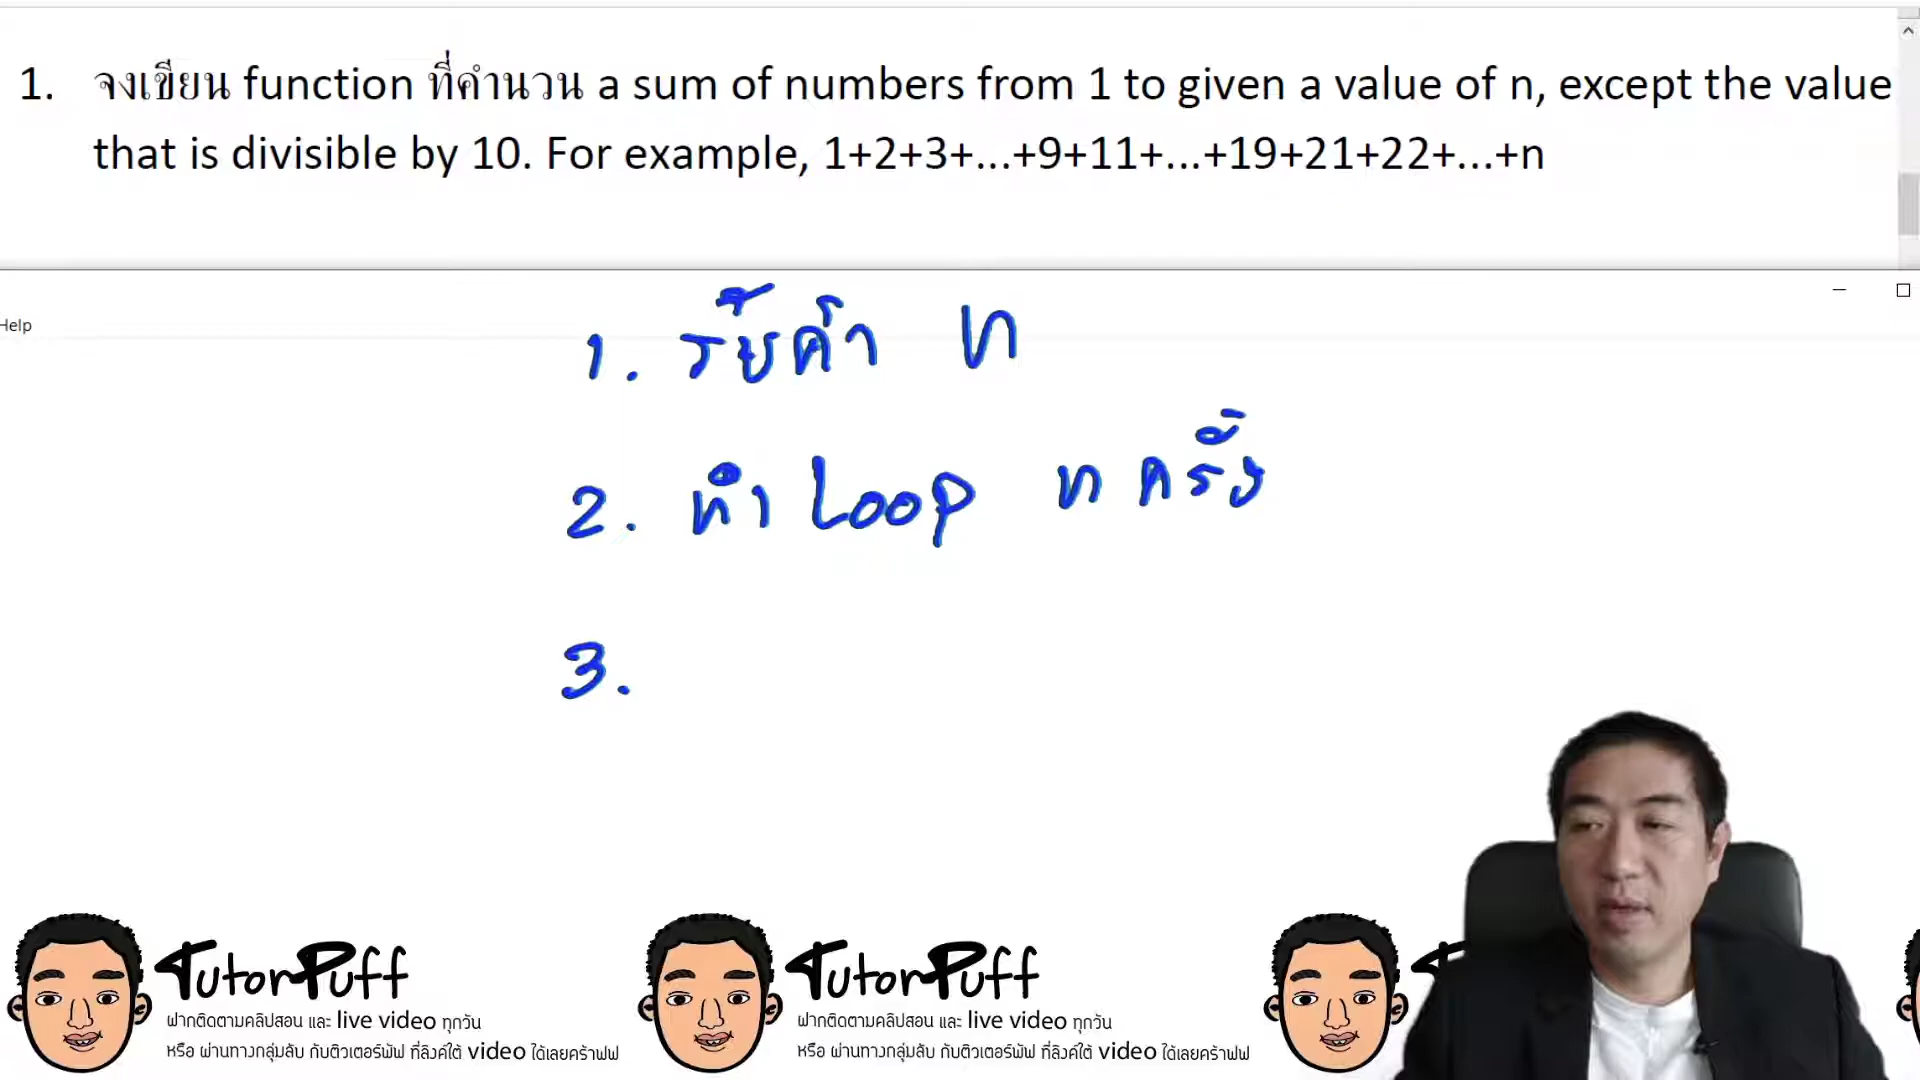 1. จงเขียน function ที่คำนวน a sum of numbers from 1 to given a value of n, except the value
that is divisible by 10. For example, 1+2+3+...+9+11+...+19+21+22+...+n
Help
1. รับค่า n
2. ทำ Loop n ครั้ง
3.
TutorPuff TutorPuff T
ฝากติดตามคลิปสอน และ live video ทุกวัน ฝากติดตามคลิปสอน และ live video ทุกวัน
หรือ ผ่านทางกลุ่มลับ กับติวเตอร์พัฟ ที่ลิงค์ใต้ video ได้เลยคร้าฟฟ หรือ ผ่านทางกลุ่มลับ กับติวเตอร์พัฟ ที่ลิงค์ใต้ video ได้เลยคร้าฟฟ